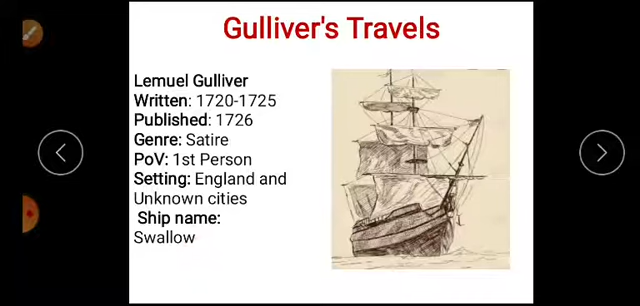 Gulliver's Travels
Lemuel Gulliver
Written: 1720-1725
Published: 1726
Genre: Satire
PoV: 1st Person
Setting: England and
Unknown cities
Ship name:
Swallow